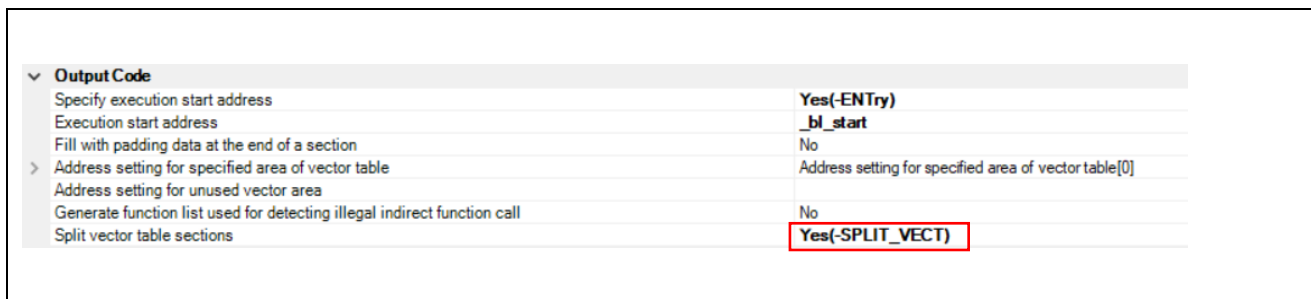 Output Code
Specify execution start address Yes(-ENTry)
Execution start address _bl_start
Fill with padding data at the end of a section No
Address setting for specified area of vector table Address setting for specified area of vector table[0]
Address setting for unused vector area
Generate function list used for detecting illegal indirect function call No
Split vector table sections Yes(-SPLIT_VECT)